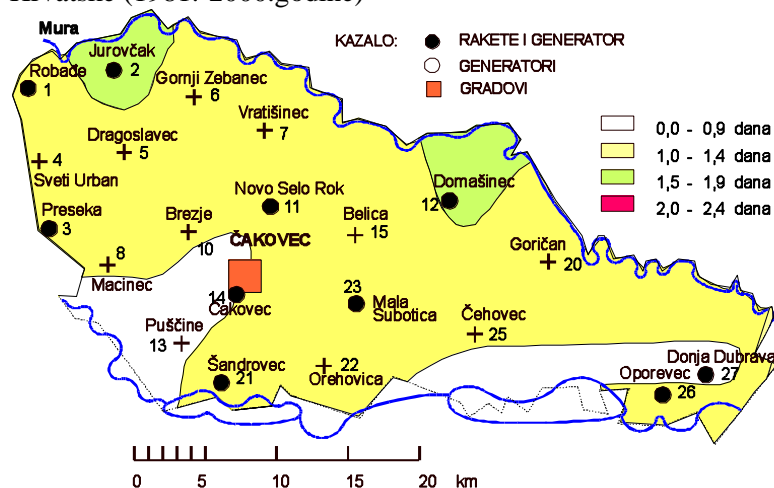 Hrvatske (1981.-2006.godine)
Mura
KAZALO:
RAKETE I GENERATOR
GENERATORI
GRADOVI
0,0 - 0,9 dana
1,0 - 1,4 dana
1,5 - 1,9 dana
2,0 - 2,4 dana
Jurovčak
2
Robađe
1
Gornji Zebanec
6
Vratišinec
7
Dragoslavec
5
4
Sveti Urban
Domašinec
12
Preseka
3
Novo Selo Rok
11
Brezje
10
Belica
15
ČAKOVEC
Goričan
20
8
Macinec
14
Čakovec
23
Mala
Subotica
Puščine
13
Čehovec
25
Šandrovec
21
22
Orehovica
Donja Dubrava
27
Oporevec
26
0
5
10
15
20
km